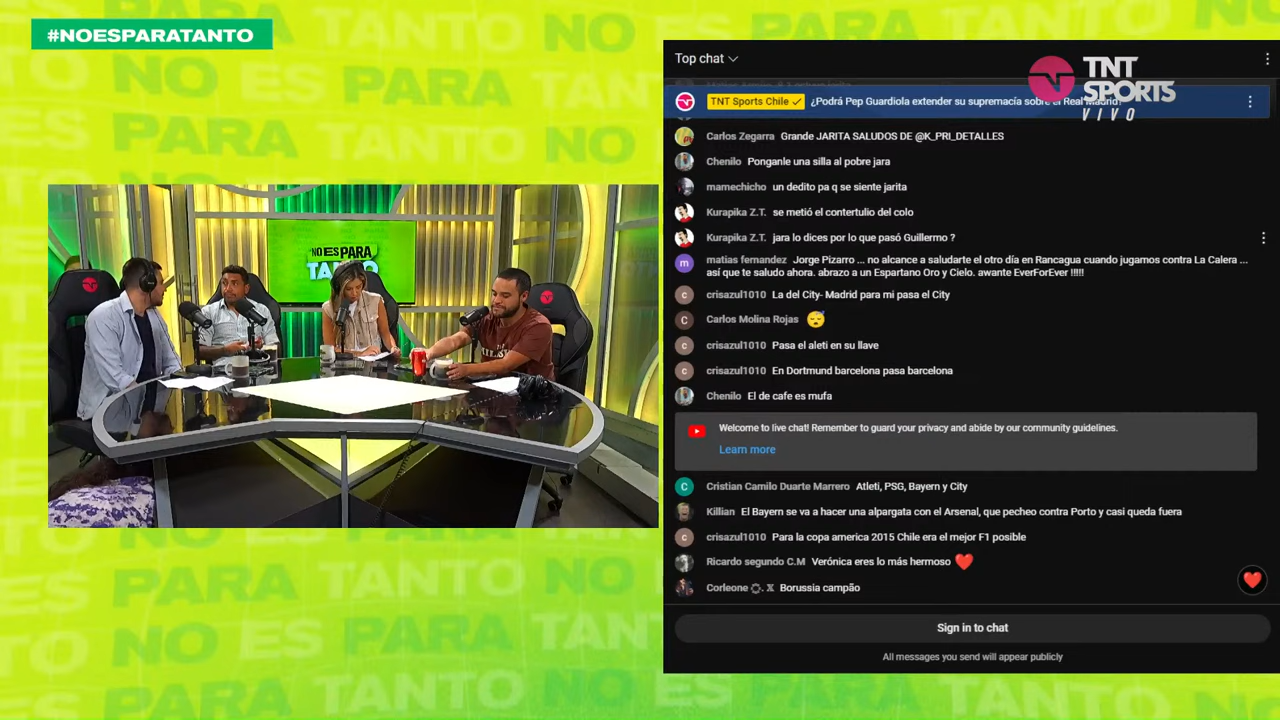 #NOESPARATANTO
Top chat
TNT
SPORTS
VIVO
TNT Sports Chile ¿Podrá Pep Guardiola extender su supremacía sobre el Real Madrid?
Carlos Zegarra Grande JARITA SALUDOS DE @K_PRI_DETALLES
Chenilo Ponganle una silla al pobre jara
mamechicho un dedito pa q se siente jarita
Kurapika Z.T. se metió el contertulio del colo
Kurapika Z.T. jara lo dices por lo que pasó Guillermo ?
matias fernandez Jorge Pizarro ... no alcance a saludarte el otro día en Rancagua cuando jugamos contra La Calera ...
así que te saludo ahora. abrazo a un Espartano Oro y Cielo. awante EverForEver !!!!!
crisazul1010 La del City- Madrid para mi pasa el City
Carlos Molina Rojas 😴
crisazul1010 Pasa el aleti en su llave
crisazul1010 En Dortmund barcelona pasa barcelona
Chenilo El de cafe es mufa
Welcome to live chat! Remember to guard your privacy and abide by our community guidelines.
Learn more
Cristian Camilo Duarte Marrero Atleti, PSG, Bayern y City
Killian El Bayern se va a hacer una alpargata con el Arsenal, que pecheo contra Porto y casi queda fuera
crisazul1010 Para la copa america 2015 Chile era el mejor F1 posible
Ricardo segundo C.M Verónica eres lo más hermoso ❤️
Corleone Borussia campão
Sign in to chat
All messages you send will appear publicly
NO ES PARA
TANTO
NO ES PARA TANTO